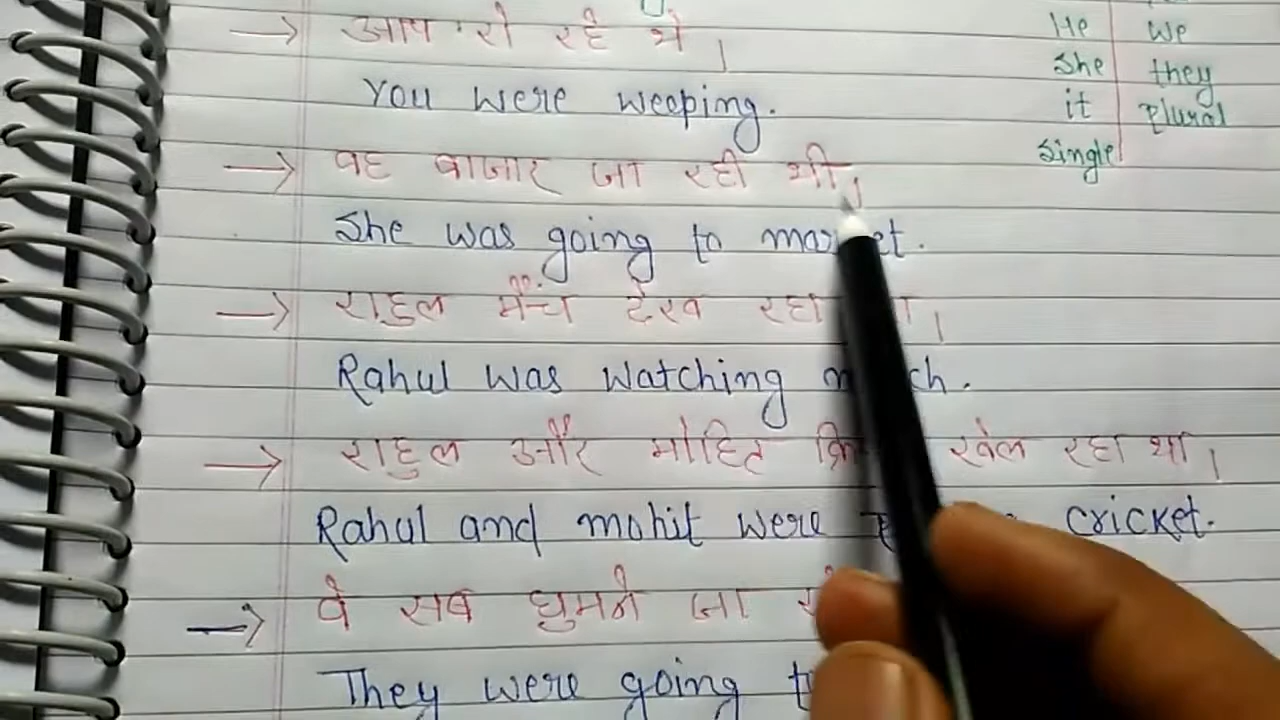 → आप रो रहे थे।
You were weeping.
→ वह बाजार जा रही थी।
She was going to market.
→ राहुल मैंच देख रहा
Rahul was watching
→ राहुल और मोहित खेल रहा था।
Rahul and mohit were cricket.
→ वे सब घुमने जा
They were going
He we
She they
it plural
single